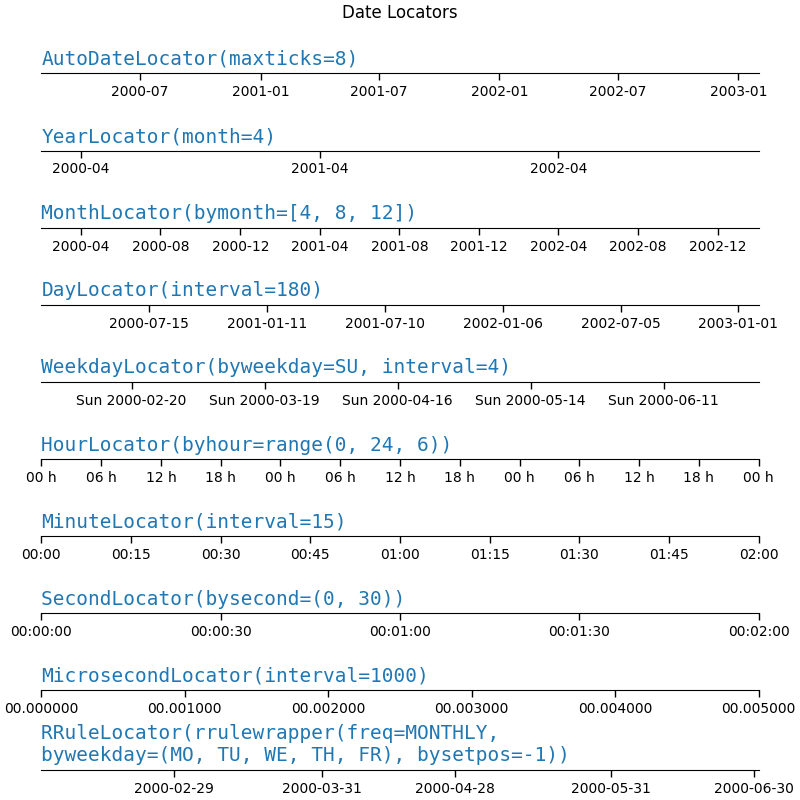 Date Locators
AutoDateLocator(maxticks=8)
2000-07 2001-01 2001-07 2002-01 2002-07 2003-01
YearLocator(month=4)
2000-04 2001-04 2002-04
MonthLocator(bymonth=[4, 8, 12])
2000-04 2000-08 2000-12 2001-04 2001-08 2001-12 2002-04 2002-08 2002-12
DayLocator(interval=180)
2000-07-15 2001-01-11 2001-07-10 2002-01-06 2002-07-05 2003-01-01
WeekdayLocator(byweekday=SU, interval=4)
Sun 2000-02-20 Sun 2000-03-19 Sun 2000-04-16 Sun 2000-05-14 Sun 2000-06-11
HourLocator(byhour=range(0, 24, 6))
00 h 06 h 12 h 18 h 00 h 06 h 12 h 18 h 00 h 06 h 12 h 18 h 00 h
MinuteLocator(interval=15)
00:00 00:15 00:30 00:45 01:00 01:15 01:30 01:45 02:00
SecondLocator(bysecond=(0, 30))
00:00:00 00:00:30 00:01:00 00:01:30 00:02:00
MicrosecondLocator(interval=1000)
00.000000 00.001000 00.002000 00.003000 00.004000 00.005000
RRuleLocator(rrulewrapper(freq=MONTHLY,
byweekday=(MO, TU, WE, TH, FR), bysetpos=-1))
2000-02-29 2000-03-31 2000-04-28 2000-05-31 2000-06-30